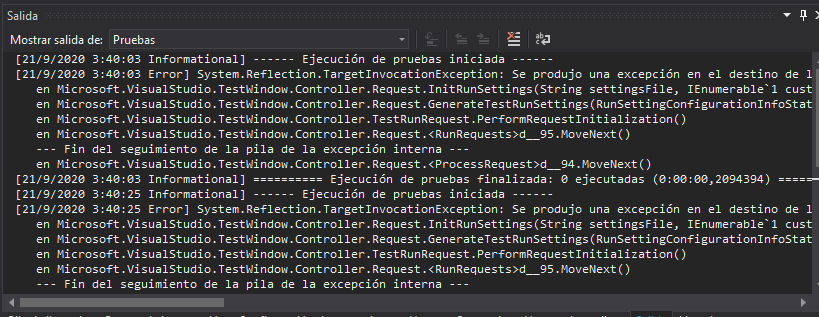 Salida
Mostrar salida de: Pruebas
[21/9/2020 3:40:03 Informational] ------ Ejecución de pruebas iniciada ------
[21/9/2020 3:40:03 Error] System.Reflection.TargetInvocationException: Se produjo una excepción en el destino de l
en Microsoft.VisualStudio.TestWindow.Controller.Request.InitRunSettings(String settingsFile, IEnumerable`1 cust
en Microsoft.VisualStudio.TestWindow.Controller.Request.GenerateTestRunSettings(RunSettingConfigurationInfoStat
en Microsoft.VisualStudio.TestWindow.Controller.TestRunRequest.PerformRequestInitialization()
en Microsoft.VisualStudio.TestWindow.Controller.Request.<RunRequests>d__95.MoveNext()
--- Fin del seguimiento de la pila de la excepción interna ---
en Microsoft.VisualStudio.TestWindow.Controller.Request.<ProcessRequest>d__94.MoveNext()
[21/9/2020 3:40:03 Informational] ========== Ejecución de pruebas finalizada: 0 ejecutadas (0:00:00,2094394) =====
[21/9/2020 3:40:25 Informational] ------ Ejecución de pruebas iniciada ------
[21/9/2020 3:40:25 Error] System.Reflection.TargetInvocationException: Se produjo una excepción en el destino de l
en Microsoft.VisualStudio.TestWindow.Controller.Request.InitRunSettings(String settingsFile, IEnumerable`1 cust
en Microsoft.VisualStudio.TestWindow.Controller.Request.GenerateTestRunSettings(RunSettingConfigurationInfoStat
en Microsoft.VisualStudio.TestWindow.Controller.TestRunRequest.PerformRequestInitialization()
en Microsoft.VisualStudio.TestWindow.Controller.Request.<RunRequests>d__95.MoveNext()
--- Fin del seguimiento de la pila de la excepción interna ---